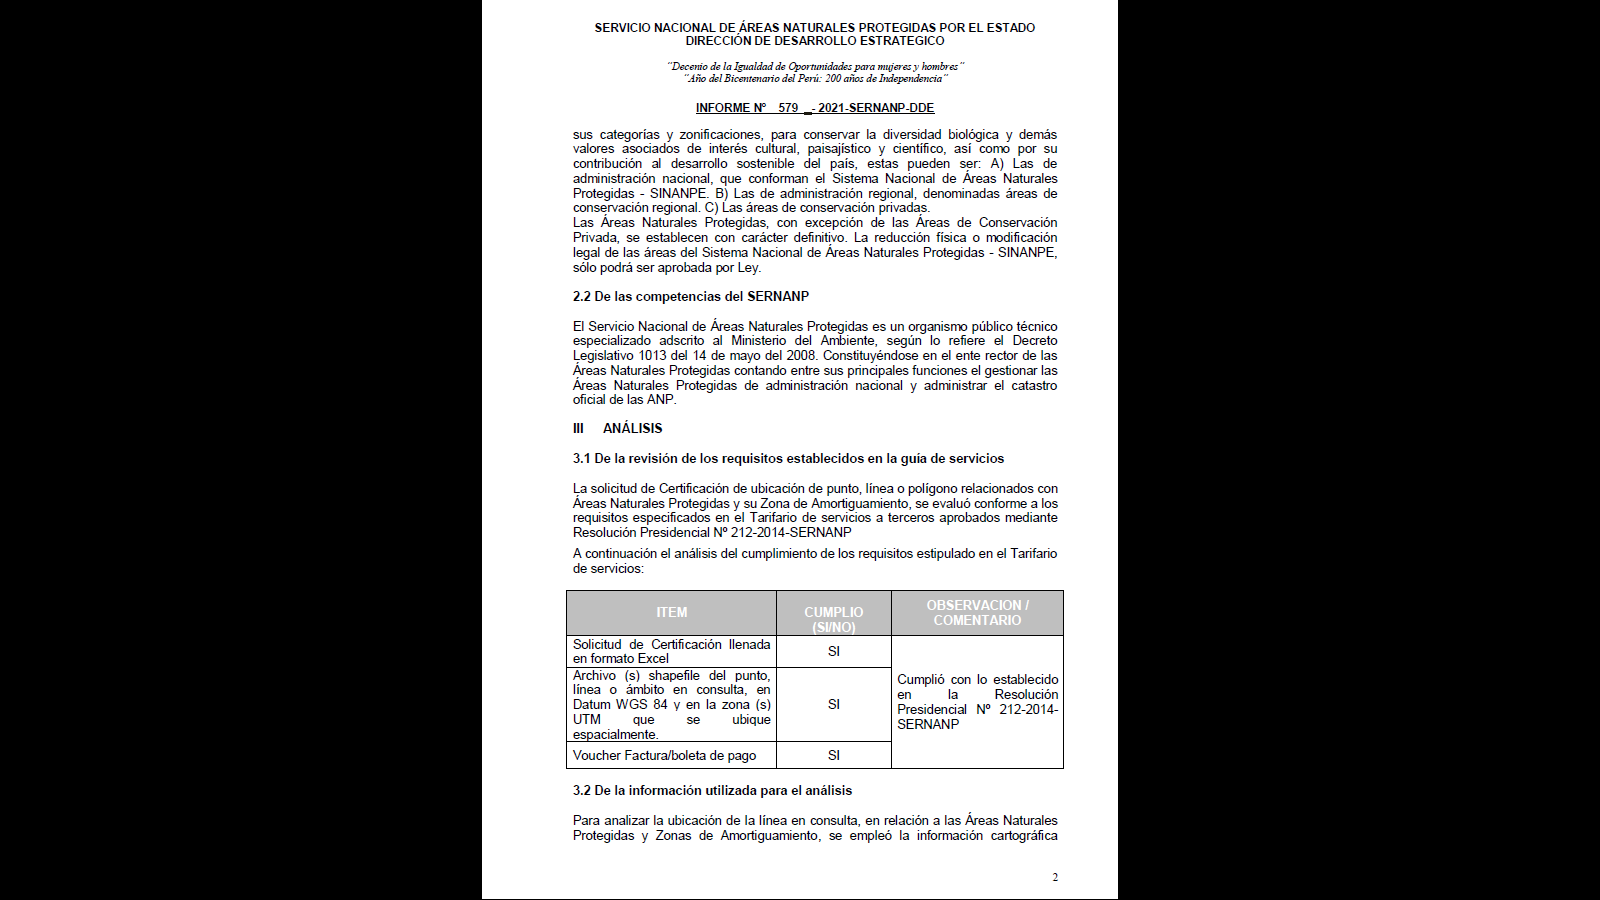 SERVICIO NACIONAL DE ÁREAS NATURALES PROTEGIDAS POR EL ESTADO
DIRECCIÓN DE DESARROLLO ESTRATEGICO
"Decenio de la Igualdad de Oportunidades para mujeres y hombres"
"Año del Bicentenario del Perú: 200 años de Independencia"
INFORME Nº 579 _- 2021-SERNANP-DDE
sus categorías y zonificaciones, para conservar la diversidad biológica y demás
valores asociados de interés cultural, paisajístico y científico, así como por su
contribución al desarrollo sostenible del país, estas pueden ser: A) Las de
administración nacional, que conforman el Sistema Nacional de Áreas Naturales
Protegidas - SINANPE. B) Las de administración regional, denominadas áreas de
conservación regional. C) Las áreas de conservación privadas.
Las Áreas Naturales Protegidas, con excepción de las Áreas de Conservación
Privada, se establecen con carácter definitivo. La reducción física o modificación
legal de las áreas del Sistema Nacional de Áreas Naturales Protegidas - SINANPE,
sólo podrá ser aprobada por Ley.
2.2 De las competencias del SERNANP
El Servicio Nacional de Áreas Naturales Protegidas es un organismo público técnico
especializado adscrito al Ministerio del Ambiente, según lo refiere el Decreto
Legislativo 1013 del 14 de mayo del 2008. Constituyéndose en el ente rector de las
Áreas Naturales Protegidas contando entre sus principales funciones el gestionar las
Áreas Naturales Protegidas de administración nacional y administrar el catastro
oficial de las ANP.
III ANÁLISIS
3.1 De la revisión de los requisitos establecidos en la guía de servicios
La solicitud de Certificación de ubicación de punto, línea o polígono relacionados con
Áreas Naturales Protegidas y su Zona de Amortiguamiento, se evaluó conforme a los
requisitos especificados en el Tarifario de servicios a terceros aprobados mediante
Resolución Presidencial Nº 212-2014-SERNANP
A continuación el análisis del cumplimiento de los requisitos estipulado en el Tarifario
de servicios:
ITEM
CUMPLIO
(SI/NO)
OBSERVACION /
COMENTARIO
Solicitud de Certificación llenada
en formato Excel
SI
Archivo (s) shapefile del punto,
línea o ámbito en consulta, en
Datum WGS 84 y en la zona (s)
UTM que se ubique
espacialmente.
SI
Voucher Factura/boleta de pago
SI
Cumplió con lo establecido
en la Resolución
Presidencial Nº 212-2014-
SERNANP
3.2 De la información utilizada para el análisis
Para analizar la ubicación de la línea en consulta, en relación a las Áreas Naturales
Protegidas y Zonas de Amortiguamiento, se empleó la información cartográfica
2